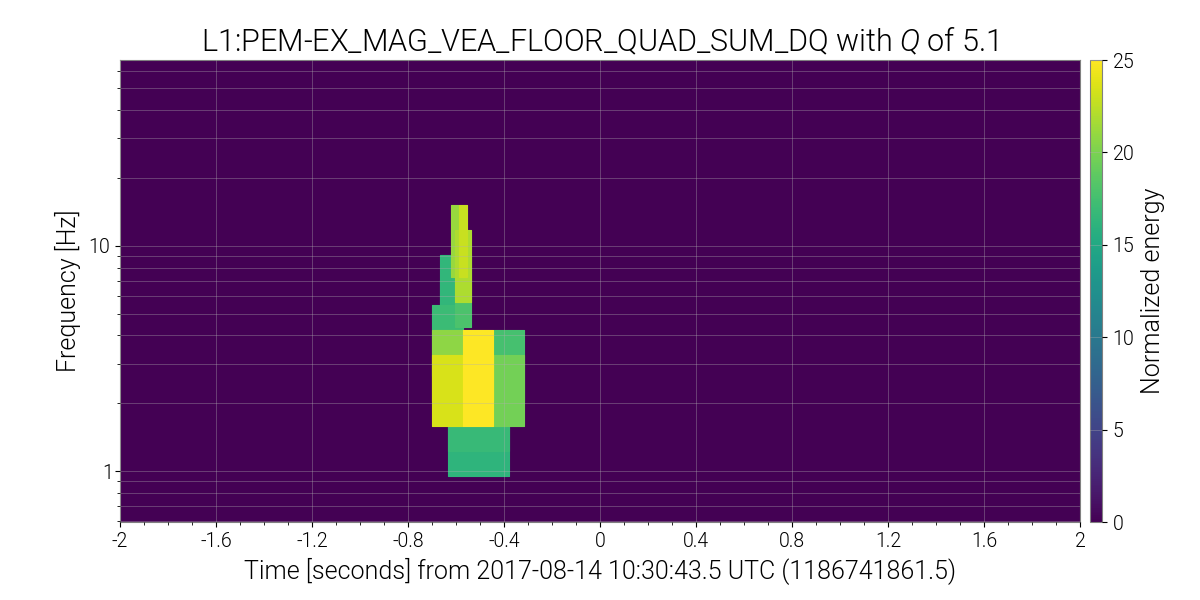 L1:PEM-EX_MAG_VEA_FLOOR_QUAD_SUM_DQ with Q of 5.1
25
20
15
10
5
0
Normalized energy
Frequency [Hz]
10
1
-2 -1.6 -1.2 -0.8 -0.4 0 0.4 0.8 1.2 1.6 2
Time [seconds] from 2017-08-14 10:30:43.5 UTC (1186741861.5)